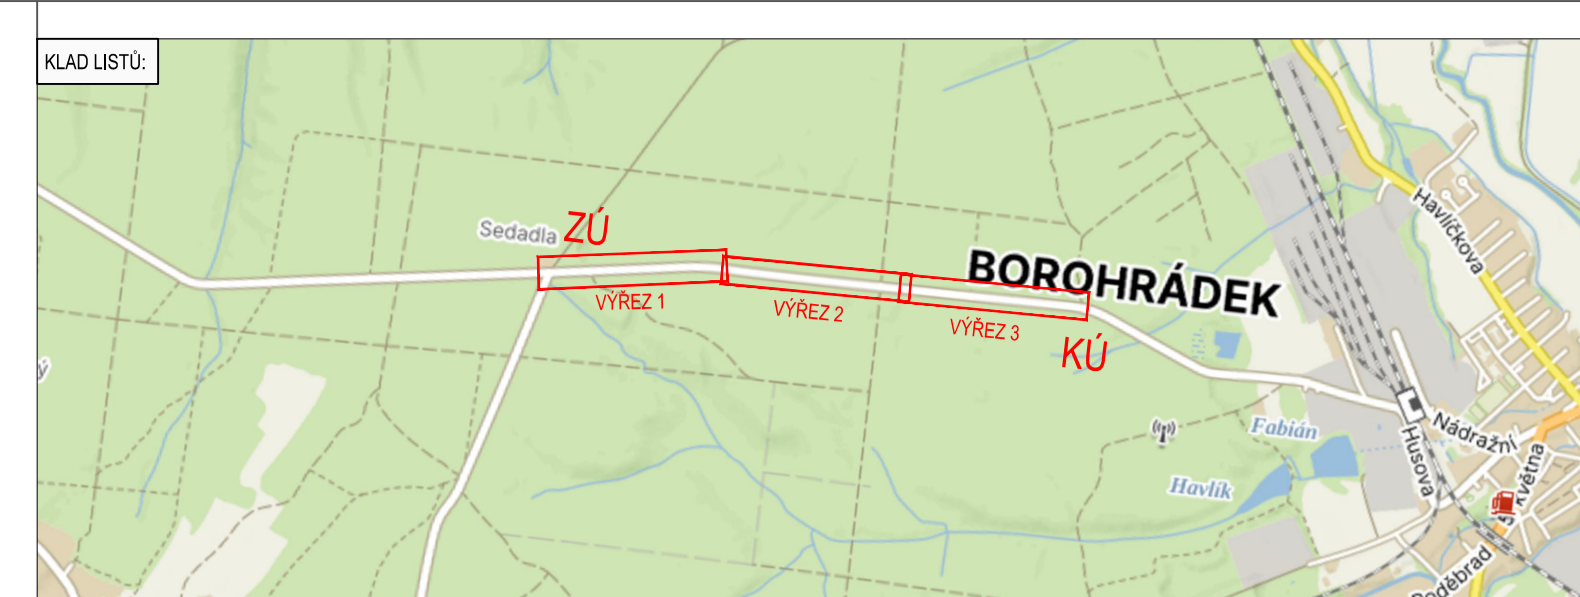 KLAD LISTŮ:
Sedadla
ZÚ
VÝŘEZ 1
VÝŘEZ 2
VÝŘEZ 3
KÚ
BOROHRÁDEK
Havlíčkova
Nádražní
Husova
Fabián
Havlík
května
Poděbrad
ý